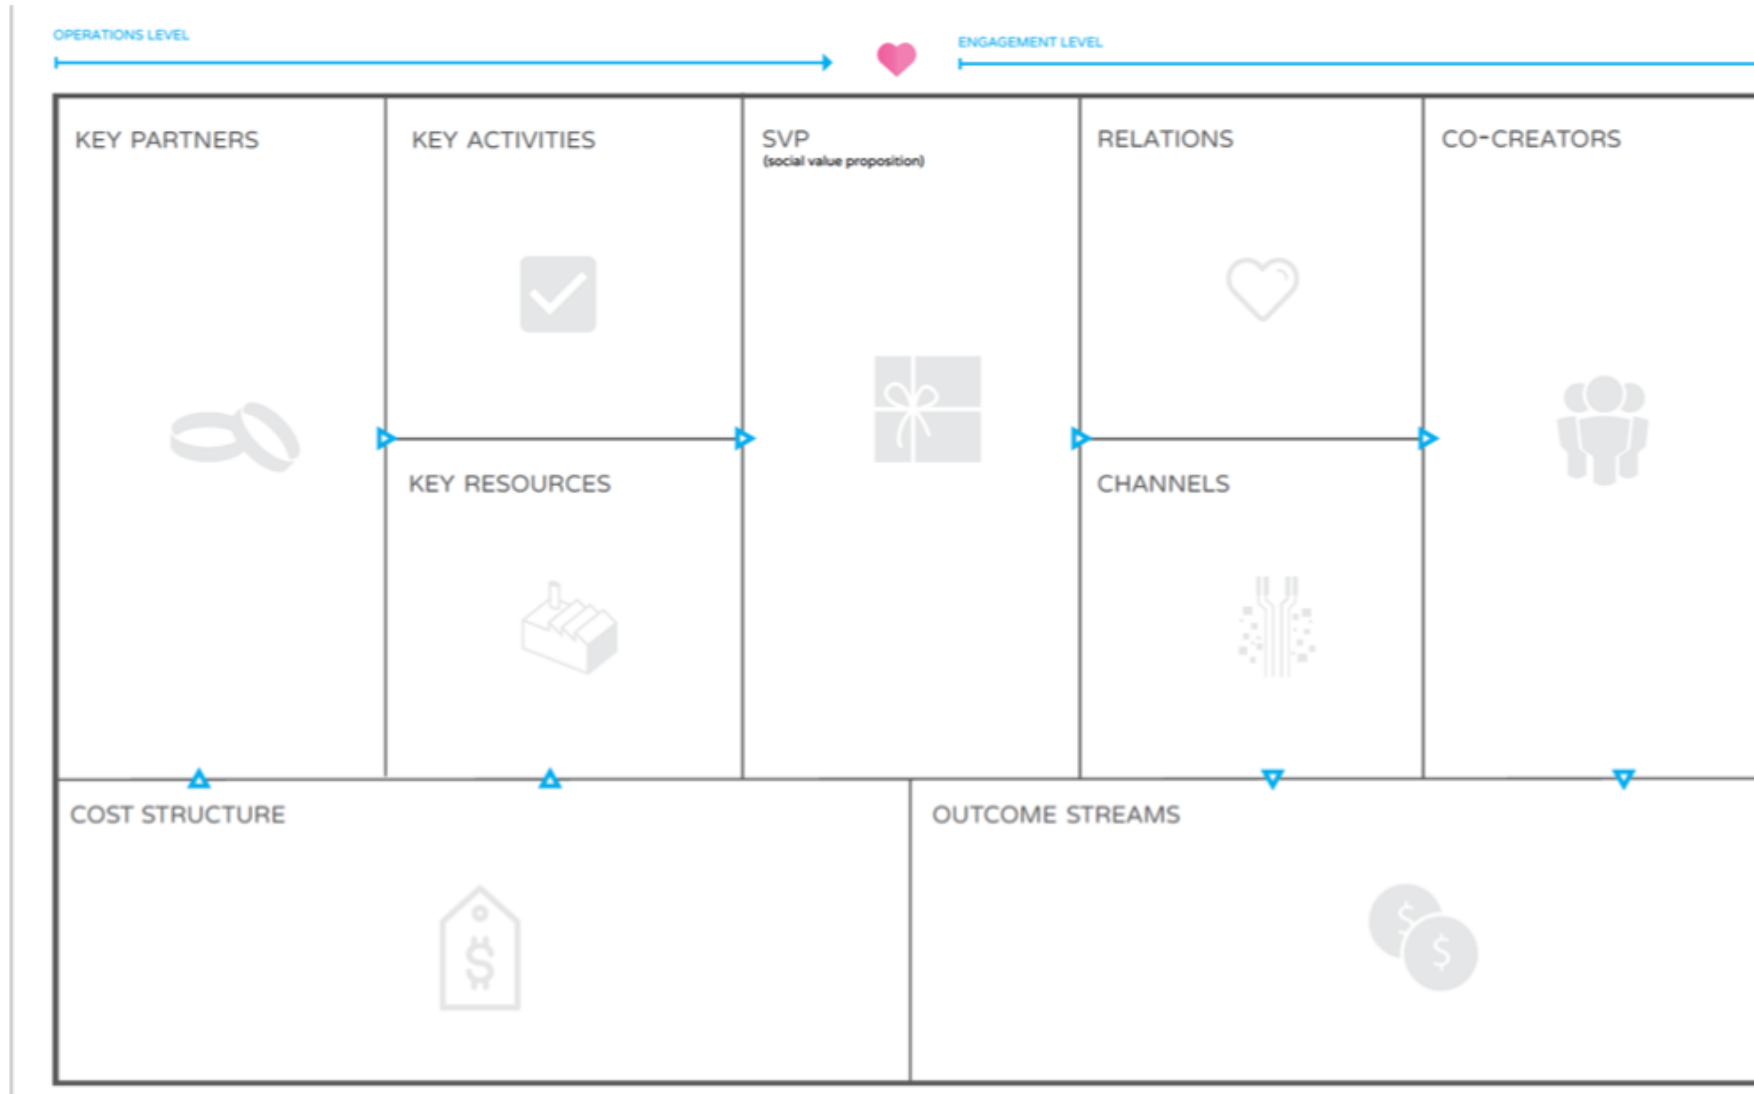 OPERATIONS LEVEL
ENGAGEMENT LEVEL
KEY PARTNERS
KEY ACTIVITIES
SVP
(social value proposition)
RELATIONS
CO-CREATORS
KEY RESOURCES
CHANNELS
COST STRUCTURE
OUTCOME STREAMS
$
$
$